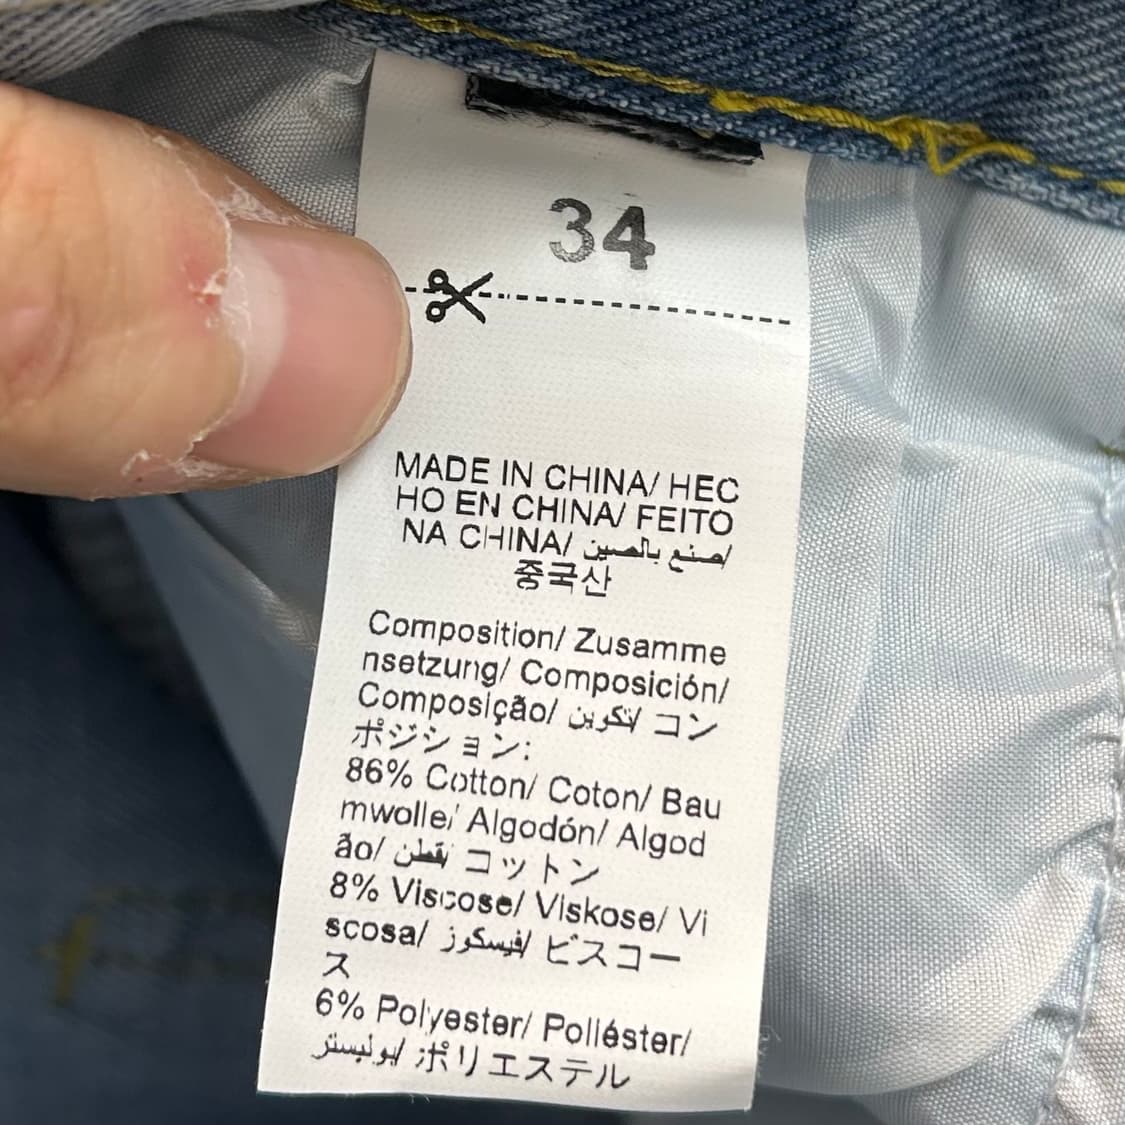 34
MADE IN CHINA/ HEC
HO EN CHINA/ FEITO
NA CHINA/ صنع بالصين/
중국산
Composition/ Zusamme
nsetzung/ Composición/
Composição/ تكوين/ コン
ポジション:
86% Cotton/ Coton/ Bau
mwolle/ Algodón/ Algod
ão/ قطن/ コットン
8% Viscose/ Viskose/ Vi
scosa/ فيسكوز/ ビスコー
ス
6% Polyester/ Poliéster/
بوليستر/ ポリエステル